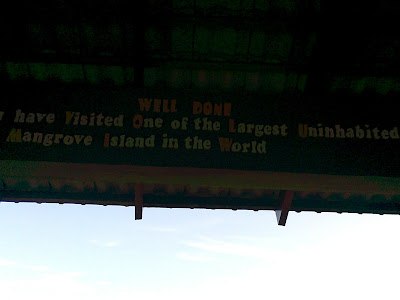 WELL DONE
have Visited One of the Largest Uninhabited
Mangrove Island in the World